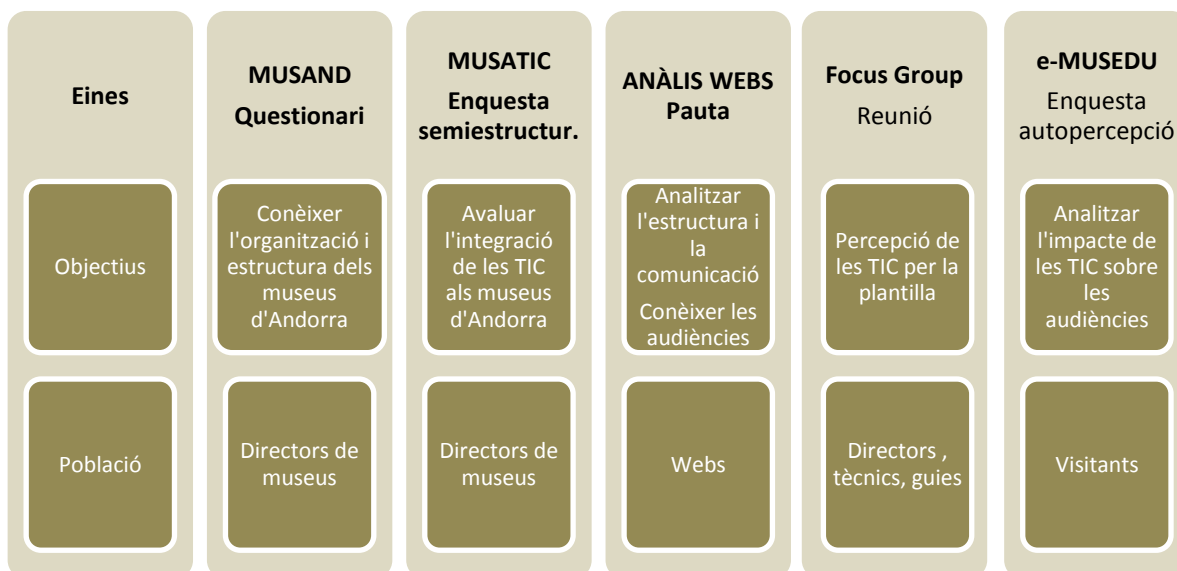 Eines
Objectius
Població
MUSAND
Questionari
Conèixer
l'organització i
estructura dels
museus
d'Andorra
Directors de
museus
MUSATIC
Enquesta
semiestructur.
Avaluar
l'integració
de les TIC
als museus
d'Andorra
Directors de
museus
ANÀLIS WEBS
Pauta
Analitzar
l'estructura i
la
comunicació
Conèixer les
audiències
Webs
Focus Group
Reunió
Percepció de
les TIC per la
plantilla
Directors ,
tècnics, guies
e-MUSEDU
Enquesta
autopercepció
Analitzar
l'impacte de
les TIC sobre
les
audiències
Visitants